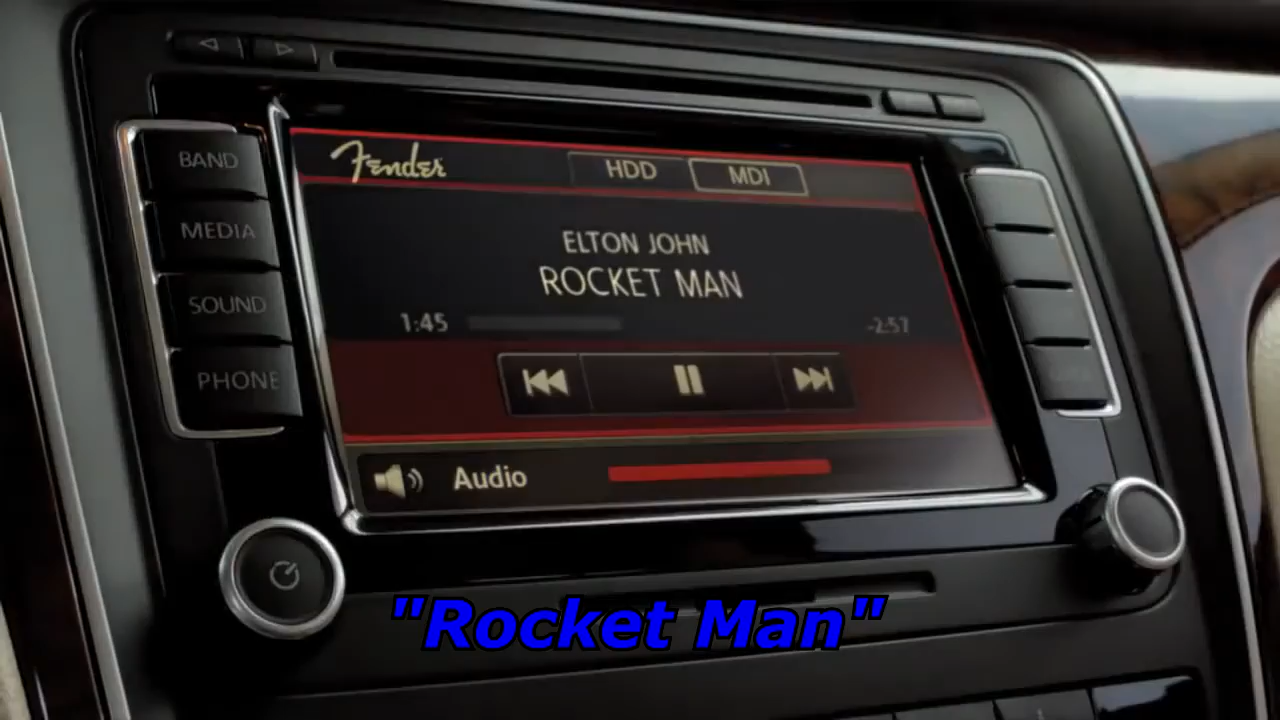 BAND
MEDIA
SOUND
PHONE
Fender
HDD MDI
ELTON JOHN
ROCKET MAN
1:45 -2:57
Audio
"Rocket Man"